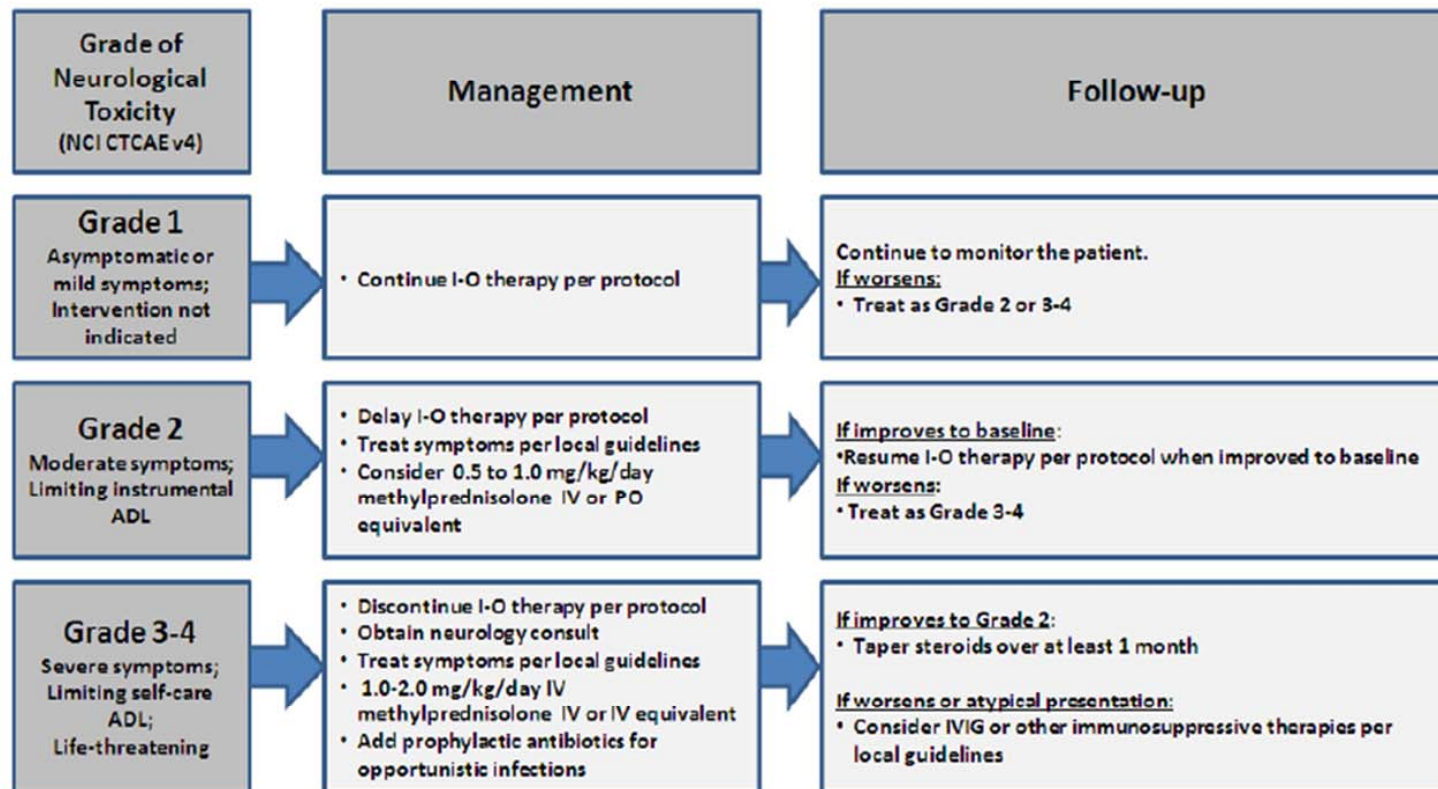 Grade of
Neurological
Toxicity
(NCI CTCAE v4)
Management
Follow-up
Grade 1
Asymptomatic or
mild symptoms;
Intervention not
indicated
• Continue I-O therapy per protocol
Continue to monitor the patient.
If worsens:
• Treat as Grade 2 or 3-4
Grade 2
Moderate symptoms;
Limiting instrumental
ADL
• Delay I-O therapy per protocol
• Treat symptoms per local guidelines
• Consider 0.5 to 1.0 mg/kg/day
methylprednisolone IV or PO
equivalent
If improves to baseline:
•Resume I-O therapy per protocol when improved to baseline
If worsens:
• Treat as Grade 3-4
Grade 3-4
Severe symptoms;
Limiting self-care
ADL;
Life-threatening
• Discontinue I-O therapy per protocol
• Obtain neurology consult
• Treat symptoms per local guidelines
• 1.0-2.0 mg/kg/day IV
methylprednisolone IV or IV equivalent
• Add prophylactic antibiotics for
opportunistic infections
If improves to Grade 2:
• Taper steroids over at least 1 month
If worsens or atypical presentation:
• Consider IVIG or other immunosuppressive therapies per
local guidelines